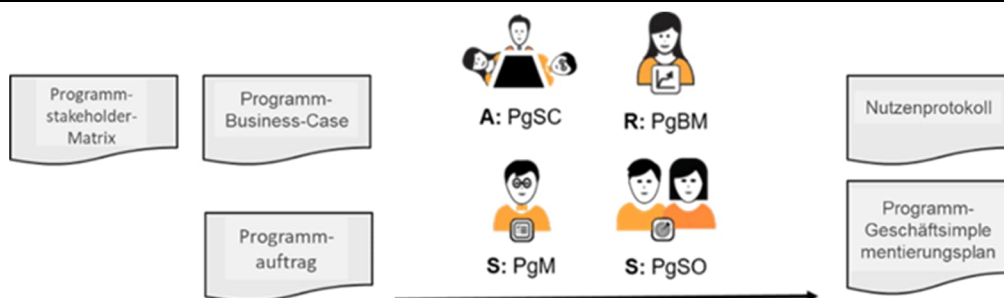 Programm-
stakeholder-
Matrix
Programm-
Business-Case
Programm-
auftrag
A: PgSC
R: PgBM
S: PgM
S: PgSO
Nutzenprotokoll
Programm-
Geschäftsimple
mentierungsplan